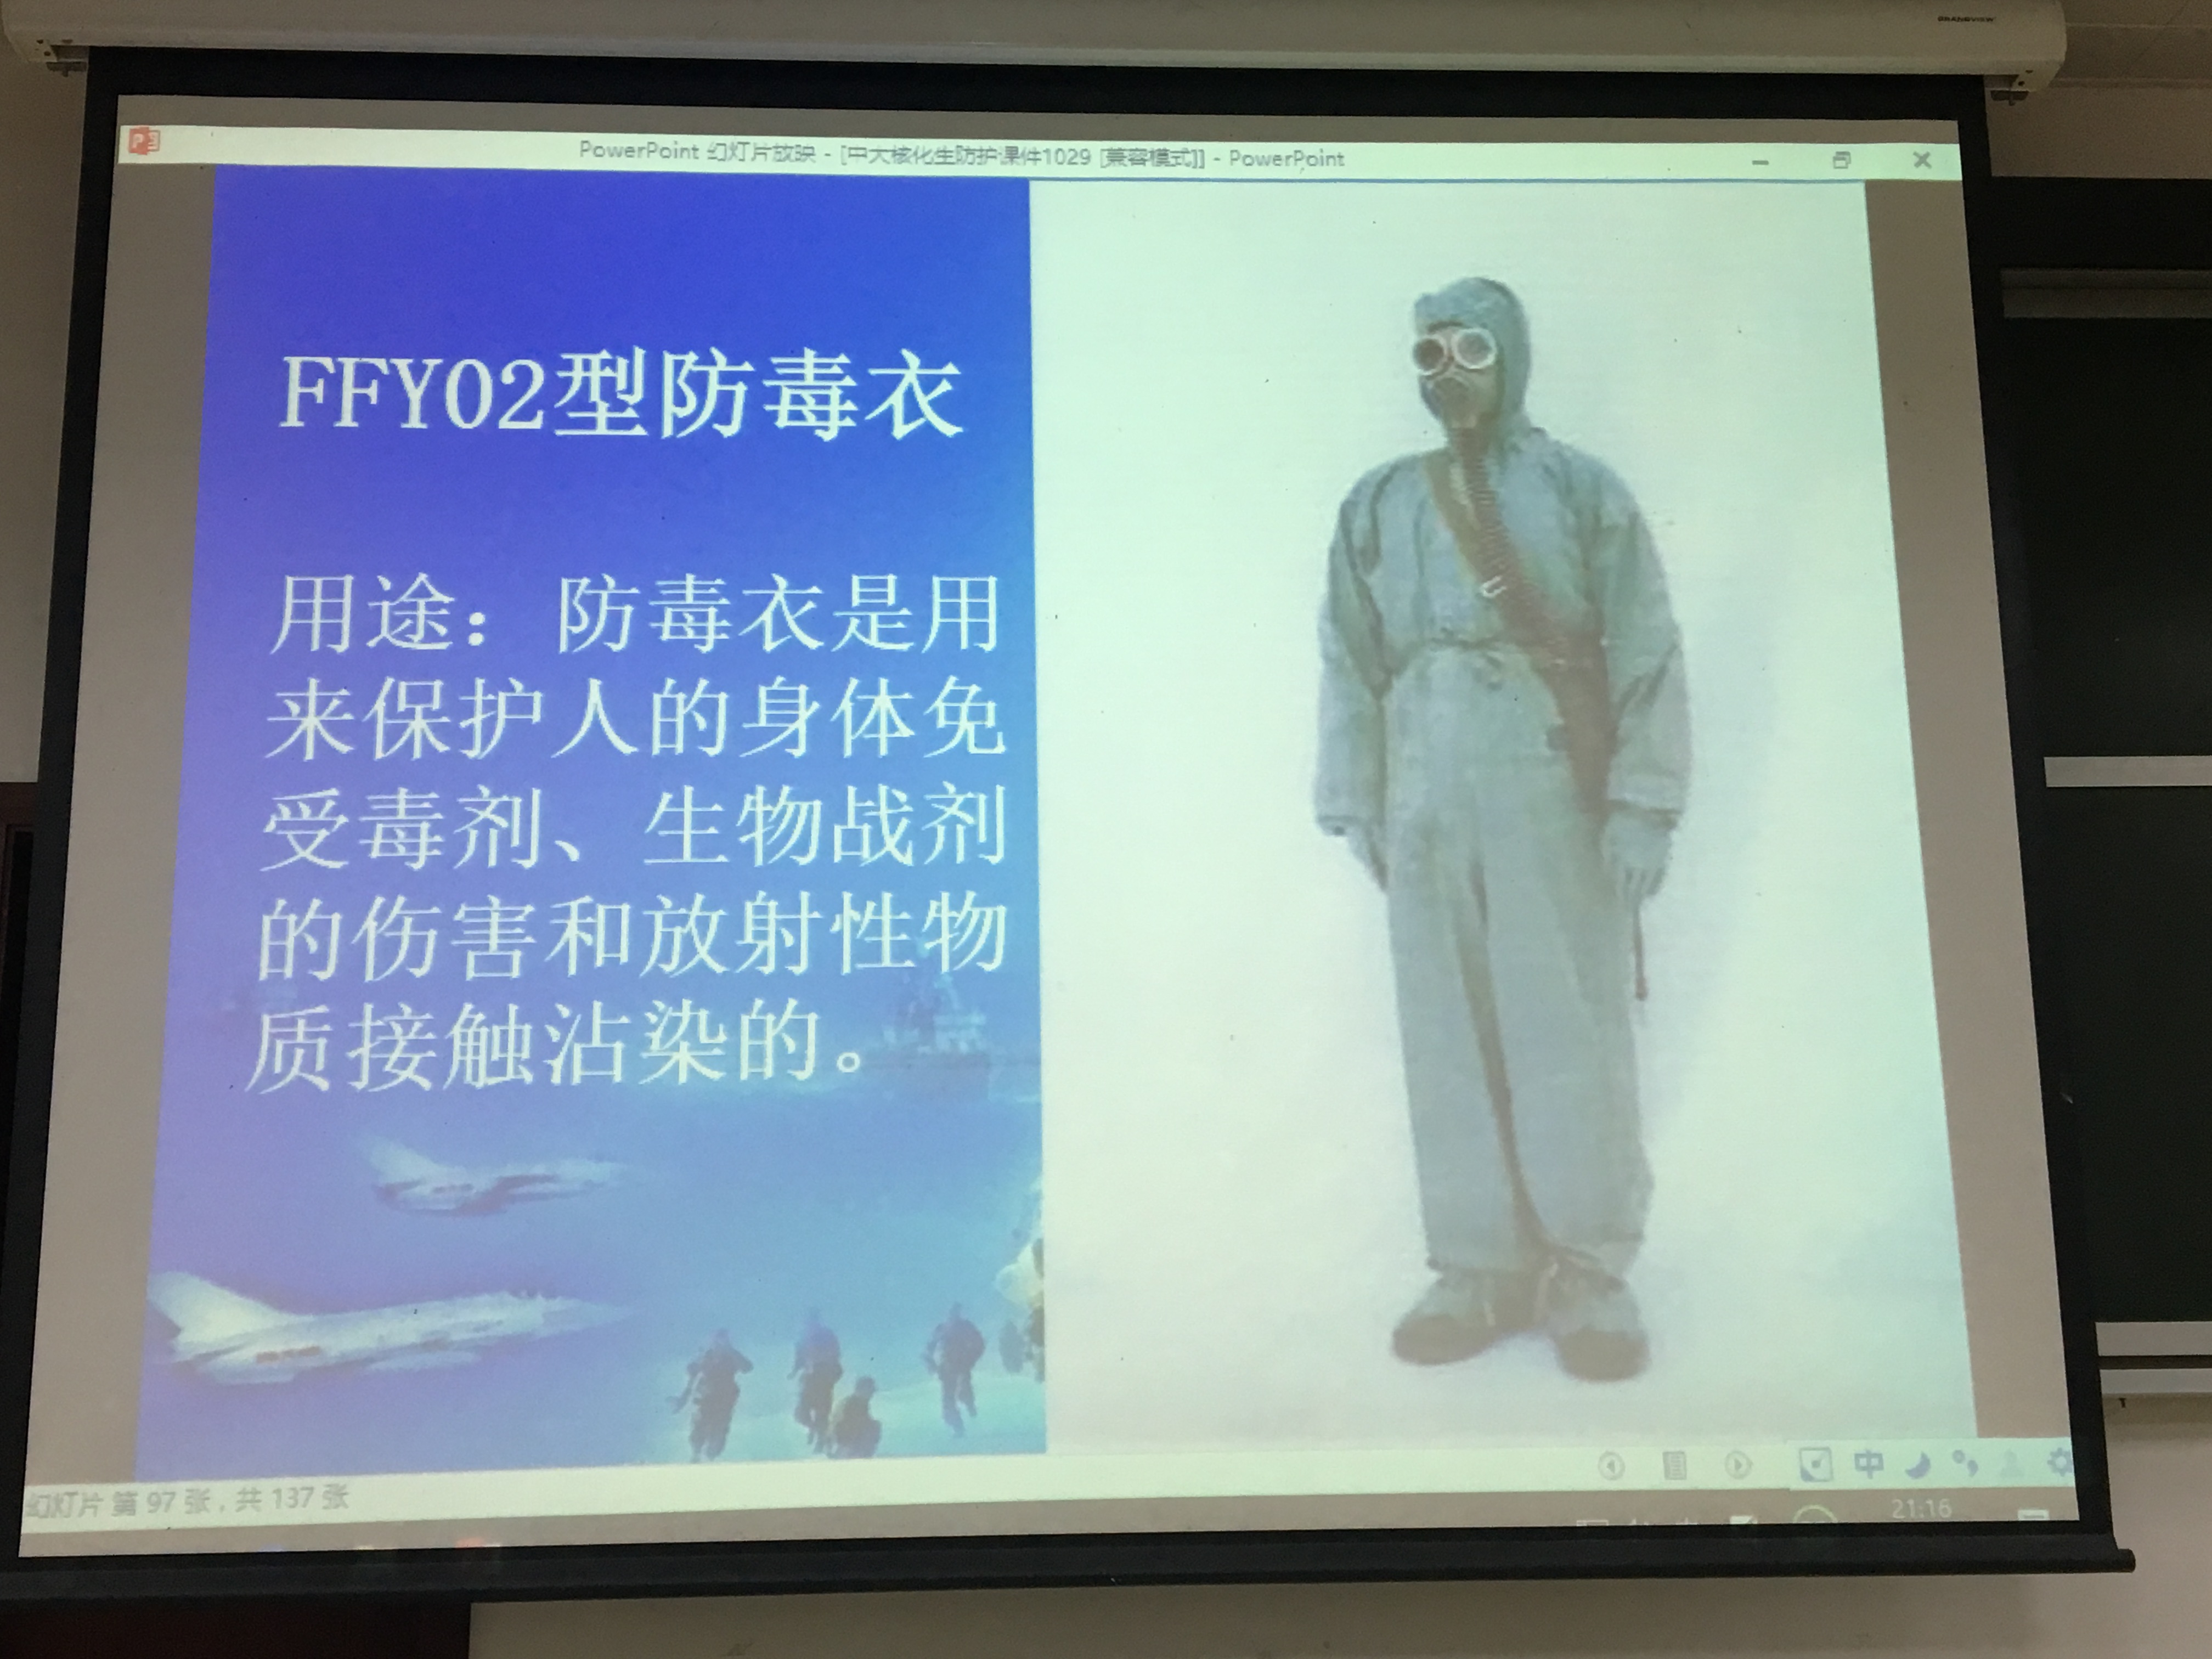 GRANDVIEW
PowerPoint 幻灯片放映 - [中大核化生防护课件1029 [兼容模式]] - PowerPoint
FFY02型防毒衣
用途：防毒衣是用
来保护人的身体免
受毒剂、生物战剂
的伤害和放射性物
质接触沾染的。
中
幻灯片 第 97 张，共 137 张
21:16